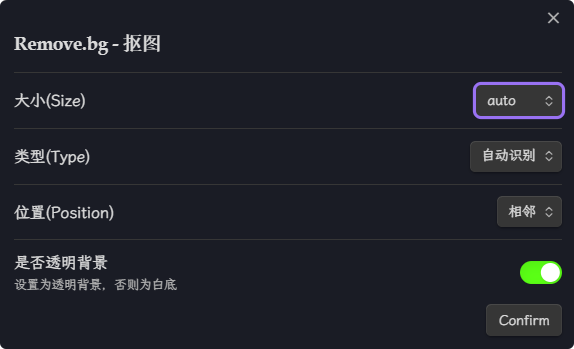 Remove.bg - 抠图
大小(Size)
auto
类型(Type)
自动识别
位置(Position)
相邻
是否透明背景
设置为透明背景，否则为白底
Confirm